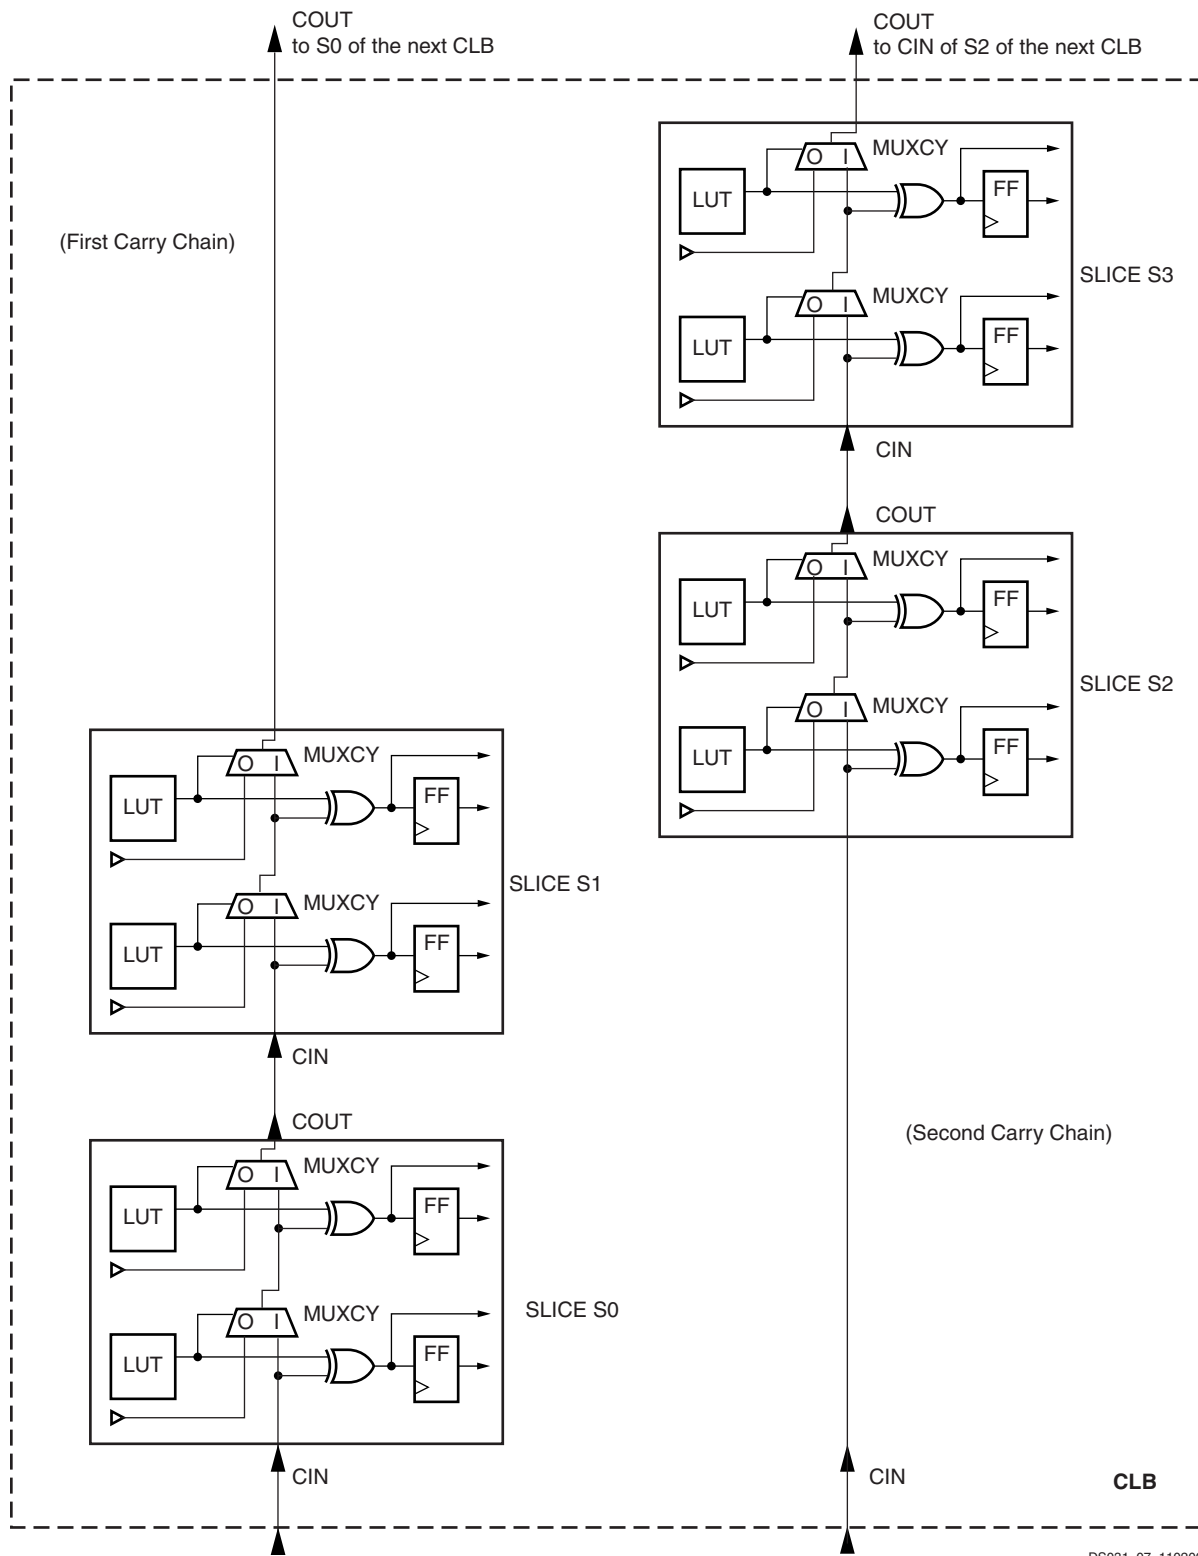 COUT
to S0 of the next CLB
COUT
to CIN of S2 of the next CLB
(First Carry Chain)
O I
MUXCY
LUT
FF
O I
MUXCY
LUT
FF
SLICE S3
CIN
COUT
O I
MUXCY
LUT
FF
O I
MUXCY
LUT
FF
SLICE S2
O I
MUXCY
LUT
FF
O I
MUXCY
LUT
FF
SLICE S1
CIN
COUT
(Second Carry Chain)
O I
MUXCY
LUT
FF
O I
MUXCY
LUT
FF
SLICE S0
CIN
CIN
CLB